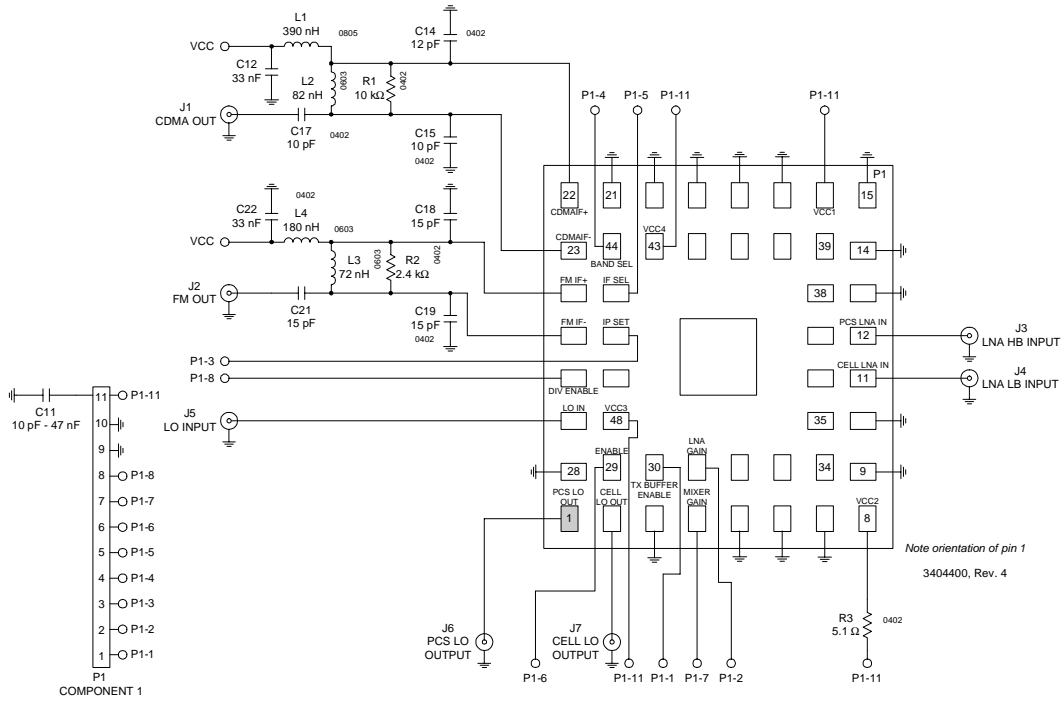 L1
390 nH
0805
VCC
C12
33 nF
L2
82 nH
0603
R1
10 kΩ
0402
C14
12 pF
0402
J1
CDMA OUT
C17
10 pF
0402
C15
10 pF
0402
C22
33 nF
0402
L4
180 nH
0603
VCC
L3
72 nH
0603
R2
2.4 kΩ
0402
C18
15 pF
J2
FM OUT
C21
15 pF
C19
15 pF
0402
P1-3
P1-8
J5
LO INPUT
P1-4
P1-5
P1-11
P1-11
P1
22
21
15
CDMAIF+
VCC1
CDMAIF-
VCC4
23
44
43
39
14
BAND SEL
FM IF+
IF SEL
38
FM IF-
IP SET
PCS LNA IN
12
J3
LNA HB INPUT
CELL LNA IN
11
J4
LNA LB INPUT
DIV ENABLE
LO IN
VCC3
48
35
ENABLE
LNA
GAIN
28
29
30
34
9
PCS LO
OUT
CELL
LO OUT
TX BUFFER
ENABLE
MIXER
GAIN
VCC2
1
8
Note orientation of pin 1
3404400, Rev. 4
R3
5.1 Ω
0402
J6
PCS LO
OUTPUT
J7
CELL LO
OUTPUT
P1-6
P1-11
P1-1
P1-7
P1-2
P1-11
C11
10 pF - 47 nF
11
P1-11
10
9
8
P1-8
7
P1-7
6
P1-6
5
P1-5
4
P1-4
3
P1-3
2
P1-2
1
P1-1
P1
COMPONENT 1